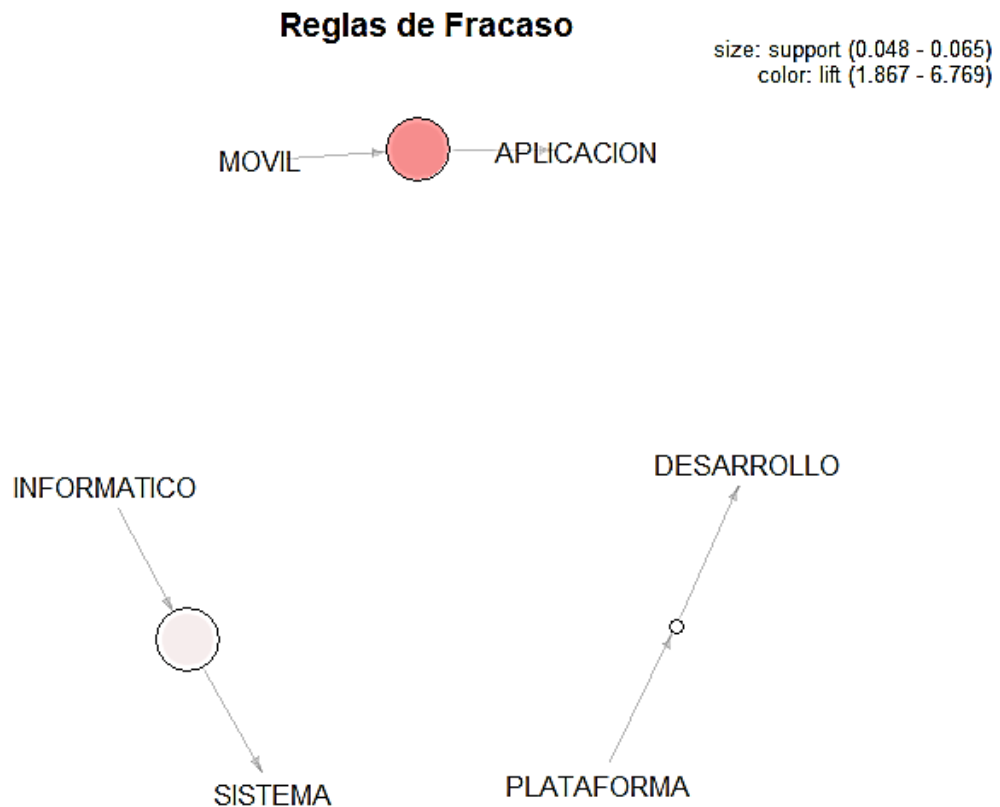 Reglas de Fracaso
size: support (0.048 - 0.065)
color: lift (1.867 - 6.769)
MOVIL
APLICACION
DESARROLLO
INFORMATICO
PLATAFORMA
SISTEMA